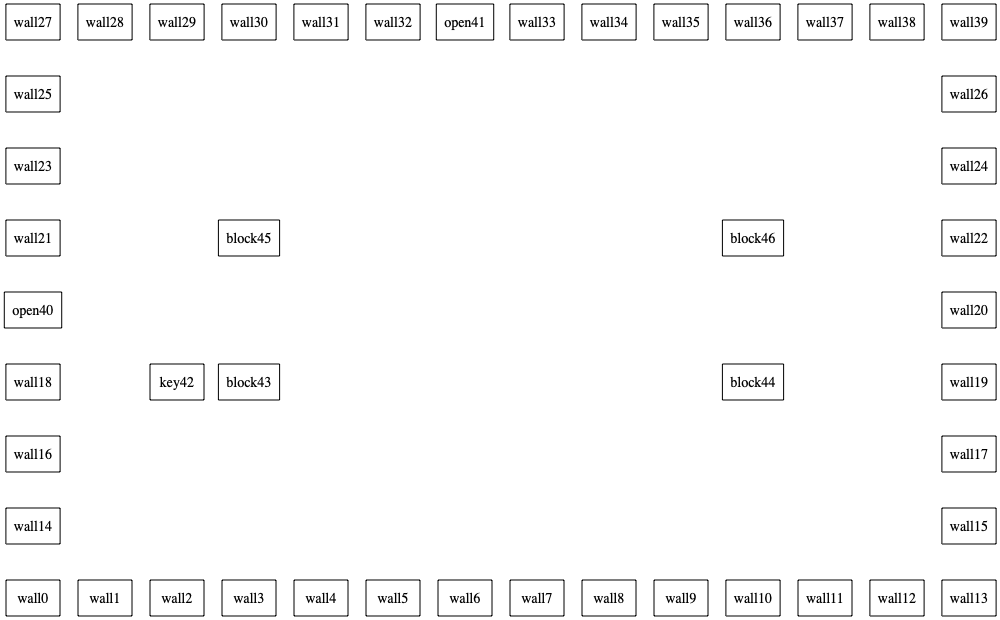 wall27 wall28 wall29 wall30 wall31 wall32 open41 wall33 wall34 wall35 wall36 wall37 wall38 wall39
wall25 wall26
wall23 wall24
wall21 block45 block46 wall22
open40 wall20
wall18 key42 block43 block44 wall19
wall16 wall17
wall14 wall15
wall0 wall1 wall2 wall3 wall4 wall5 wall6 wall7 wall8 wall9 wall10 wall11 wall12 wall13